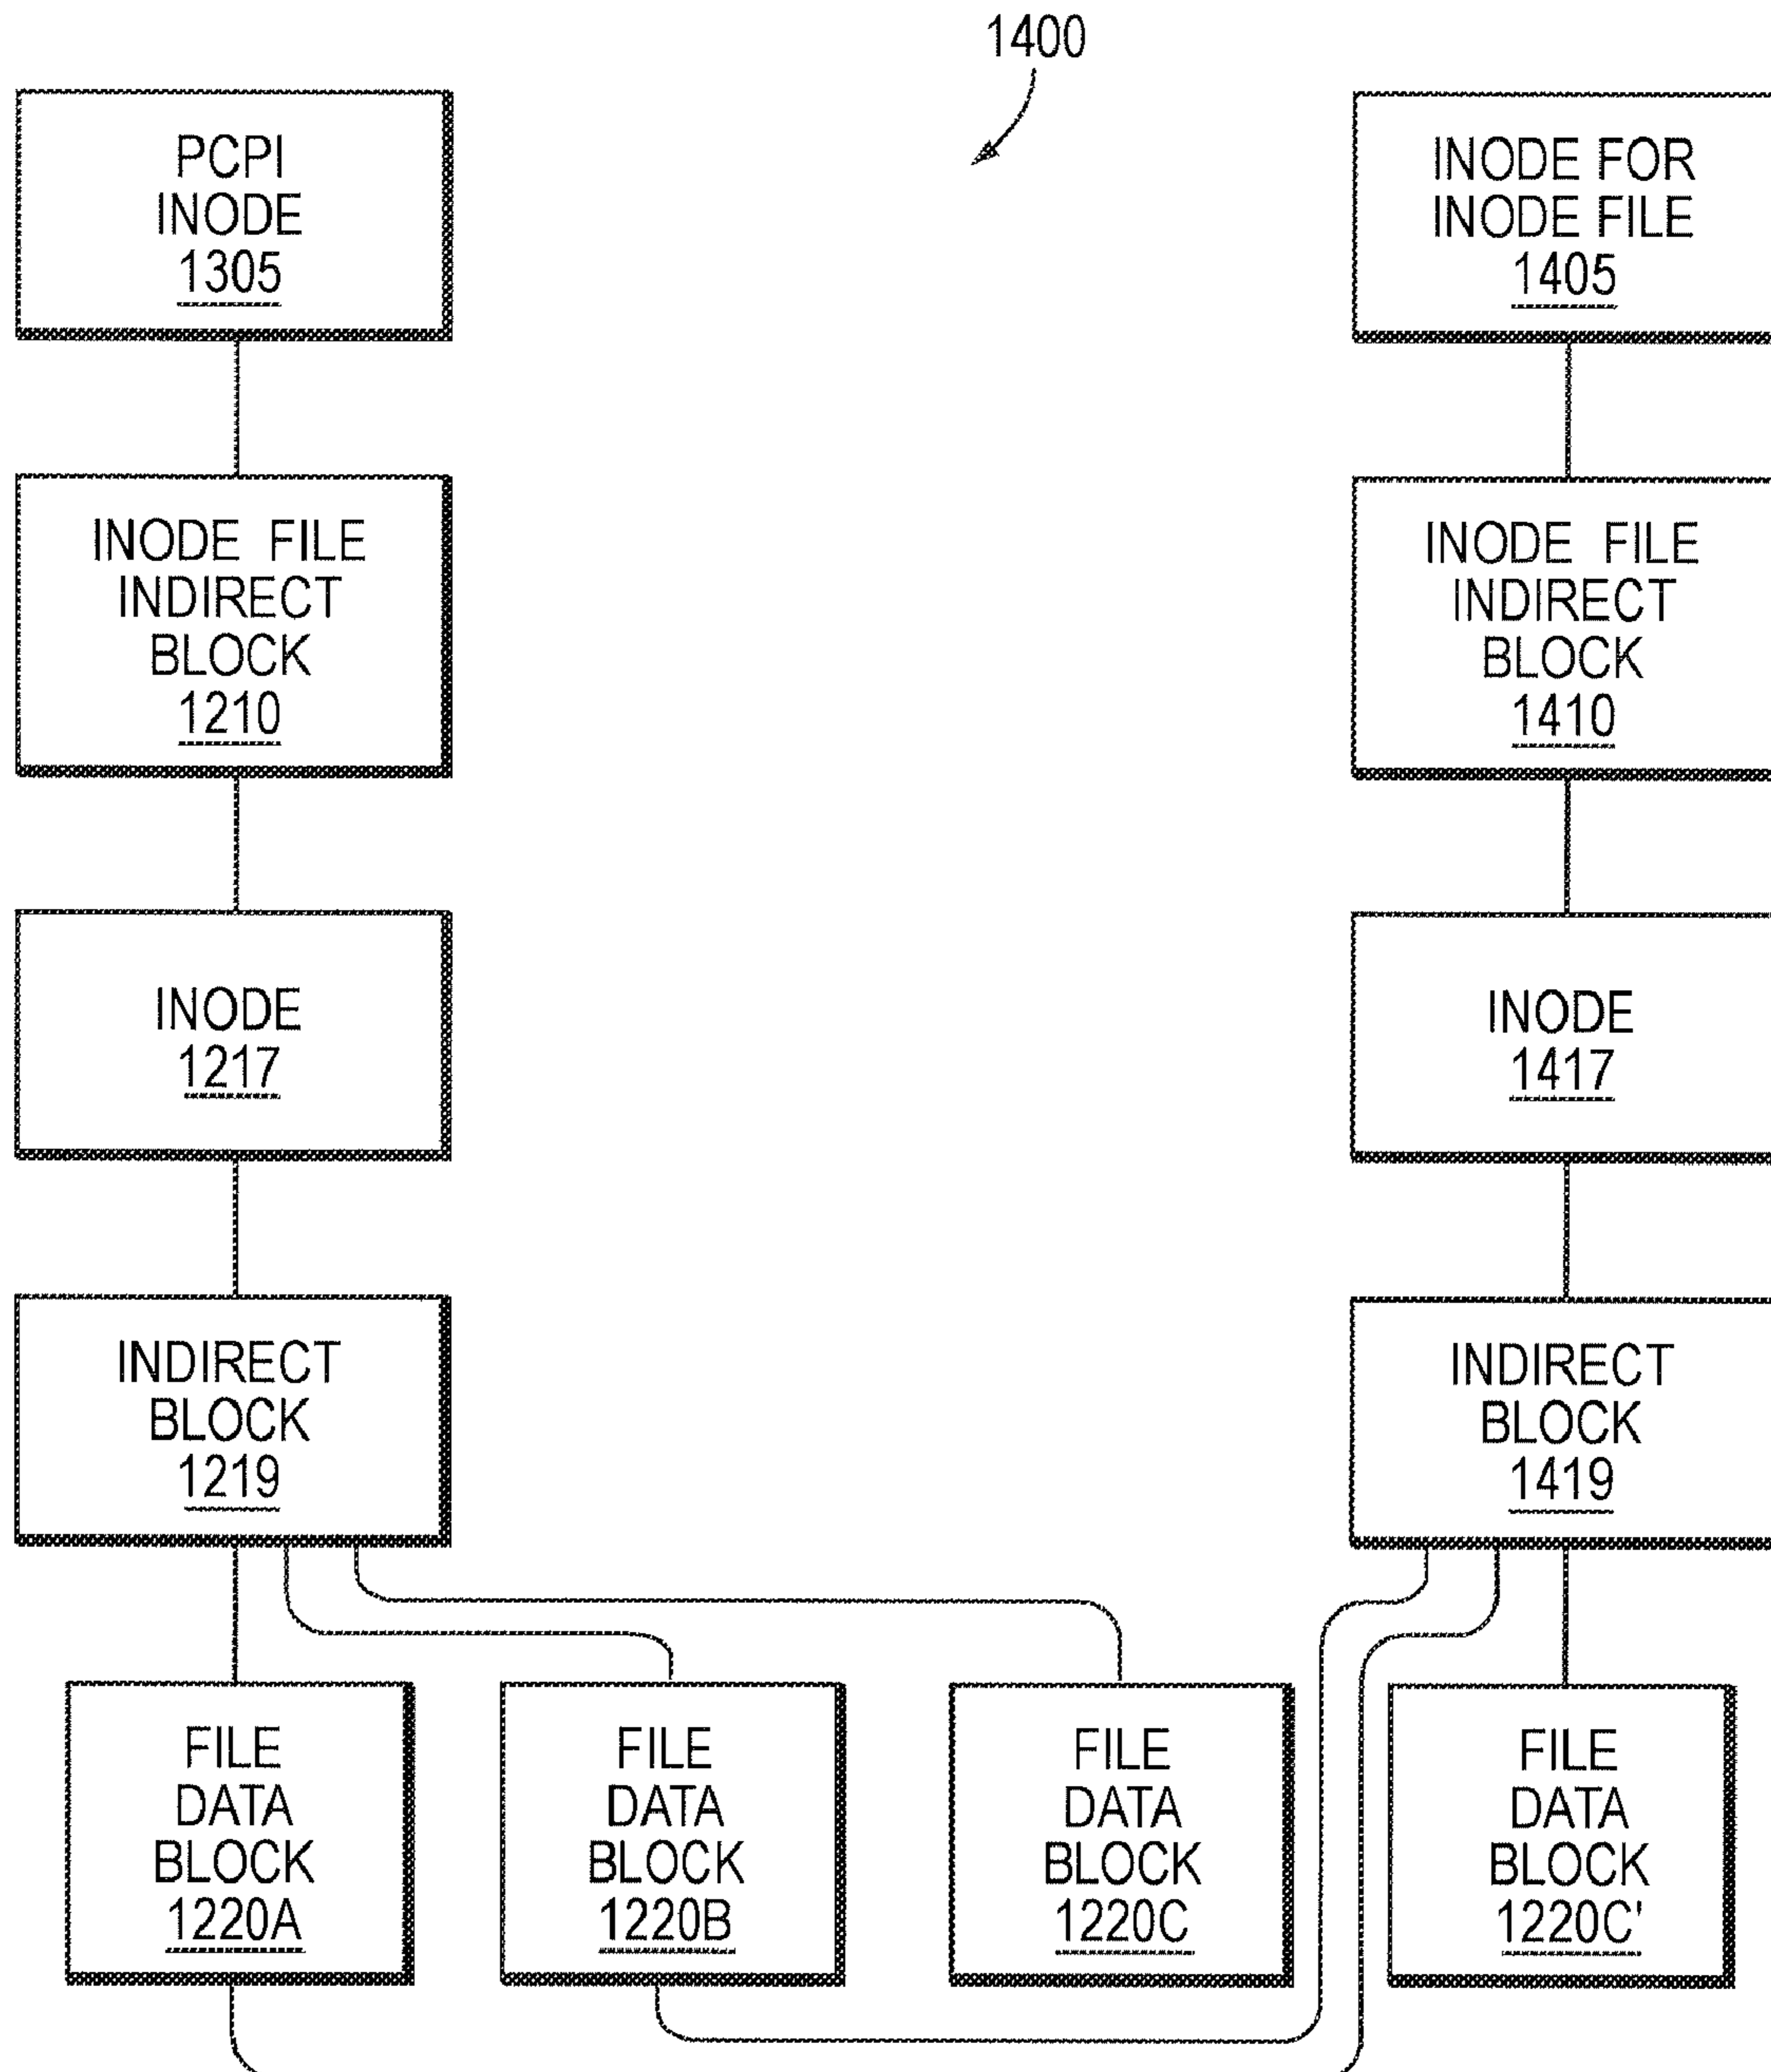 1400
PCPI
INODE
1305
INODE FOR
INODE FILE
1405
INODE FILE
INDIRECT
BLOCK
1210
INODE FILE
INDIRECT
BLOCK
1410
INODE
1217
INODE
1417
INDIRECT
BLOCK
1219
INDIRECT
BLOCK
1419
FILE
DATA
BLOCK
1220A
FILE
DATA
BLOCK
1220B
FILE
DATA
BLOCK
1220C
FILE
DATA
BLOCK
1220C'